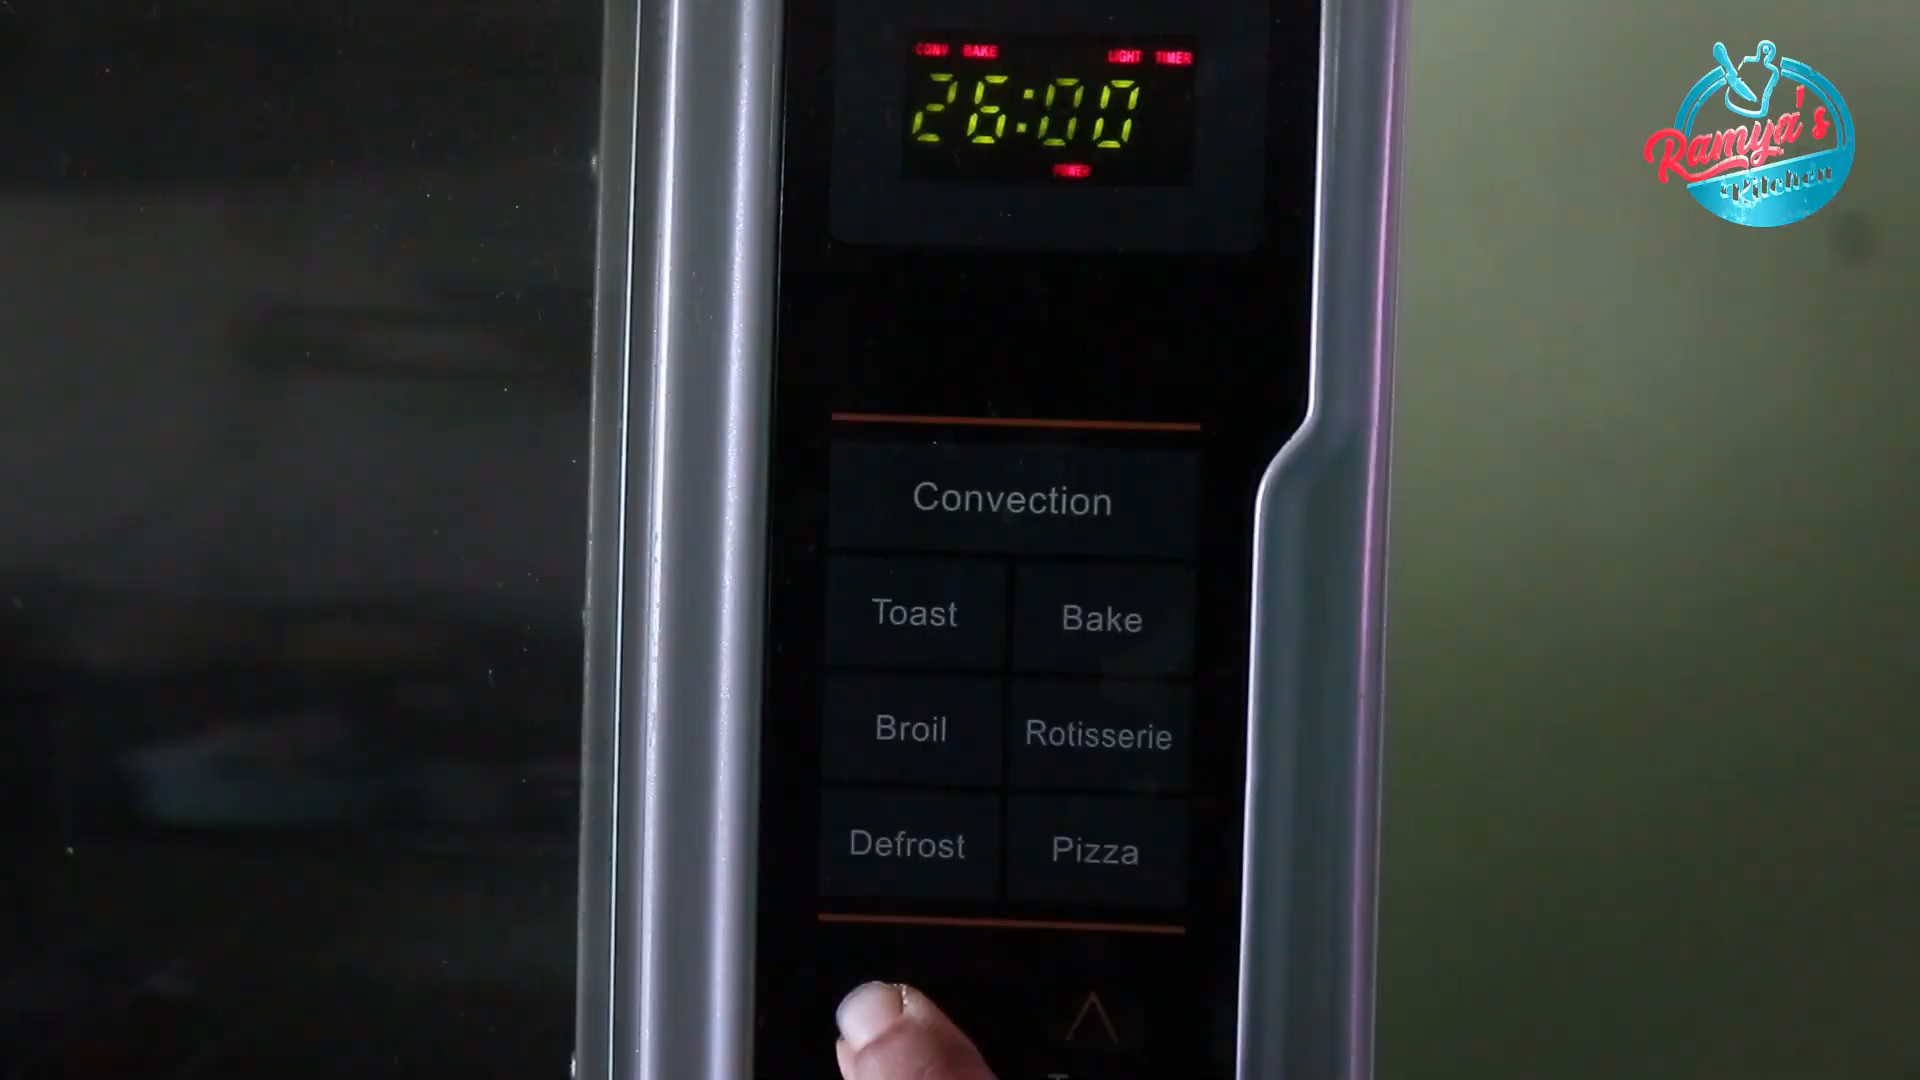 CONV BAKE LIGHT TIMER
26:00
POWER
Ramya's
Kitchen
Convection
Toast Bake
Broil Rotisserie
Defrost Pizza